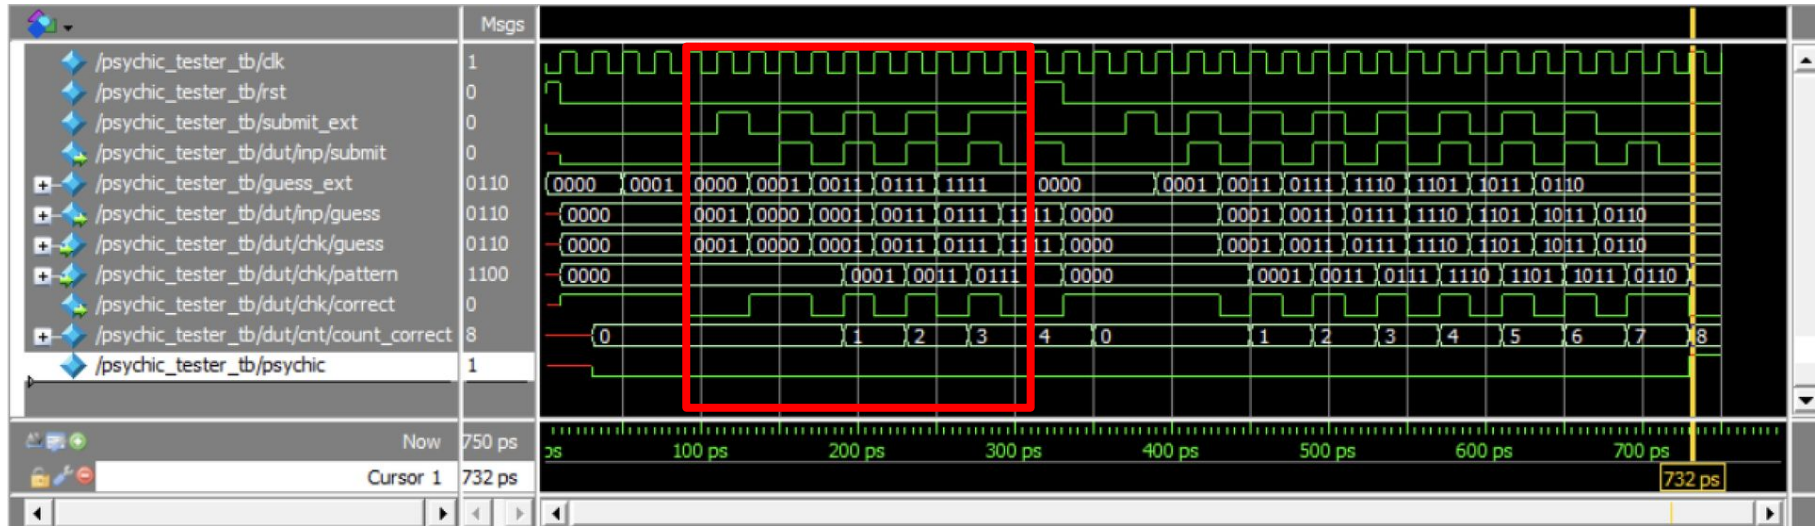 Msgs
/psychic_tester_tb/clk 1
/psychic_tester_tb/rst 0
/psychic_tester_tb/submit_ext 0
/psychic_tester_tb/dut/inp/submit 0
/psychic_tester_tb/guess_ext 0110 0000 0001 0000 0001 0011 0111 1111 0000 0001 0011 0111 1110 1101 1011 0110
/psychic_tester_tb/dut/inp/guess 0110 0000 0001 0000 0001 0011 0111 1111 0000 0001 0011 0111 1110 1101 1011 0110
/psychic_tester_tb/dut/chk/guess 0110 0000 0001 0000 0001 0011 0111 1111 0000 0001 0011 0111 1110 1101 1011 0110
/psychic_tester_tb/dut/chk/pattern 1100 0000 0001 0011 0111 0000 0001 0011 0111 1110 1101 1011 0110
/psychic_tester_tb/dut/chk/correct 0
/psychic_tester_tb/dut/cnt/count_correct 8 0 1 2 3 4 0 1 2 3 4 5 6 7 8
/psychic_tester_tb/psychic 1
Now 750 ps ps 100 ps 200 ps 300 ps 400 ps 500 ps 600 ps 700 ps
Cursor 1 732 ps 732 ps